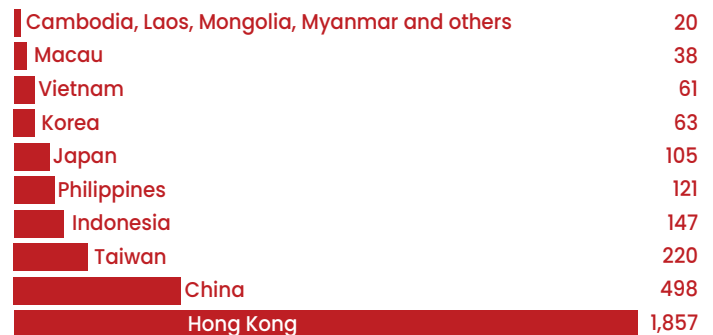 Cambodia, Laos, Mongolia, Myanmar and others 20
Macau 38
Vietnam 61
Korea 63
Japan 105
Philippines 121
Indonesia 147
Taiwan 220
China 498
Hong Kong 1,857